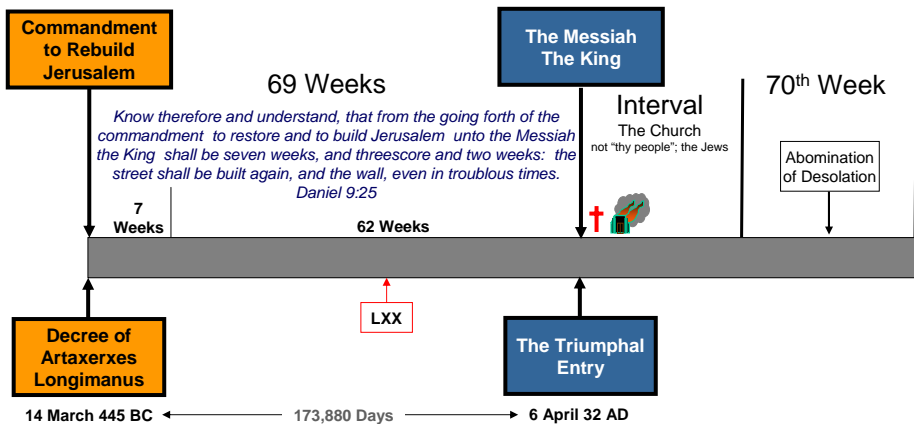 Commandment
to Rebuild
Jerusalem
69 Weeks
Know therefore and understand, that from the going forth of the
commandment to restore and to build Jerusalem unto the Messiah
the King shall be seven weeks, and threescore and two weeks: the
street shall be built again, and the wall, even in troublous times.
Daniel 9:25
The Messiah
The King
Interval
The Church
not "thy people"; the Jews
70th Week
Abomination
of Desolation
7
Weeks
62 Weeks
LXX
Decree of
Artaxerxes
Longimanus
The Triumphal
Entry
14 March 445 BC
173,880 Days
6 April 32 AD